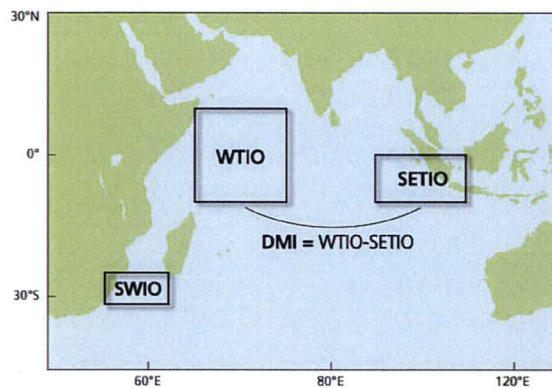 30°N
0°
30°S
WTIO
SETIO
DMI = WTIO-SETIO
SWIO
60°E
80°E
120°E